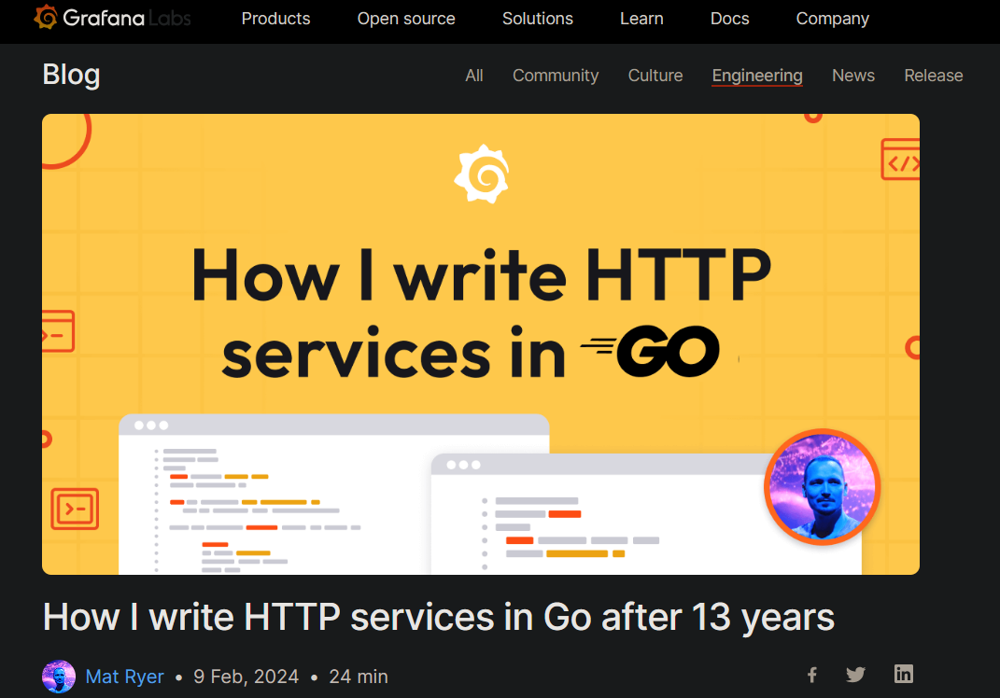 Grafana Labs Products Open source Solutions Learn Docs Company
Blog All Community Culture Engineering News Release
</>
How I write HTTP
services in GO
>-
>-
How I write HTTP services in Go after 13 years
Mat Ryer • 9 Feb, 2024 • 24 min